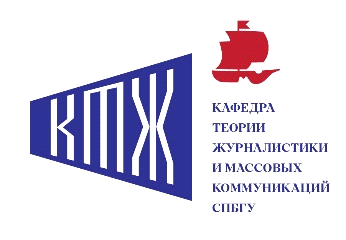 КТЖ
КАФЕДРА
ТЕОРИИ
ЖУРНАЛИСТИКИ
И МАССОВЫХ
КОММУНИКАЦИЙ
СПБГУ